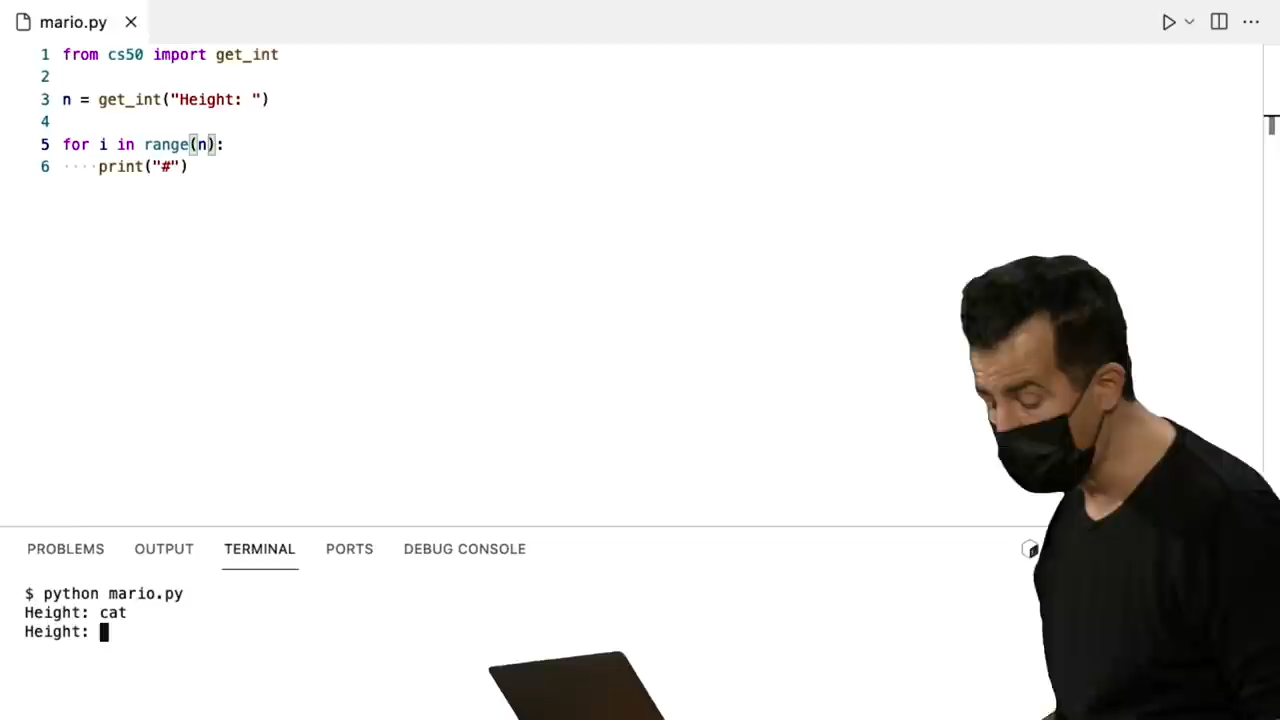 mario.py
1 from cs50 import get_int
2
3 n = get_int("Height: ")
4
5 for i in range(n):
6 ····print("#")
PROBLEMS OUTPUT TERMINAL PORTS DEBUG CONSOLE
$ python mario.py
Height: cat
Height: